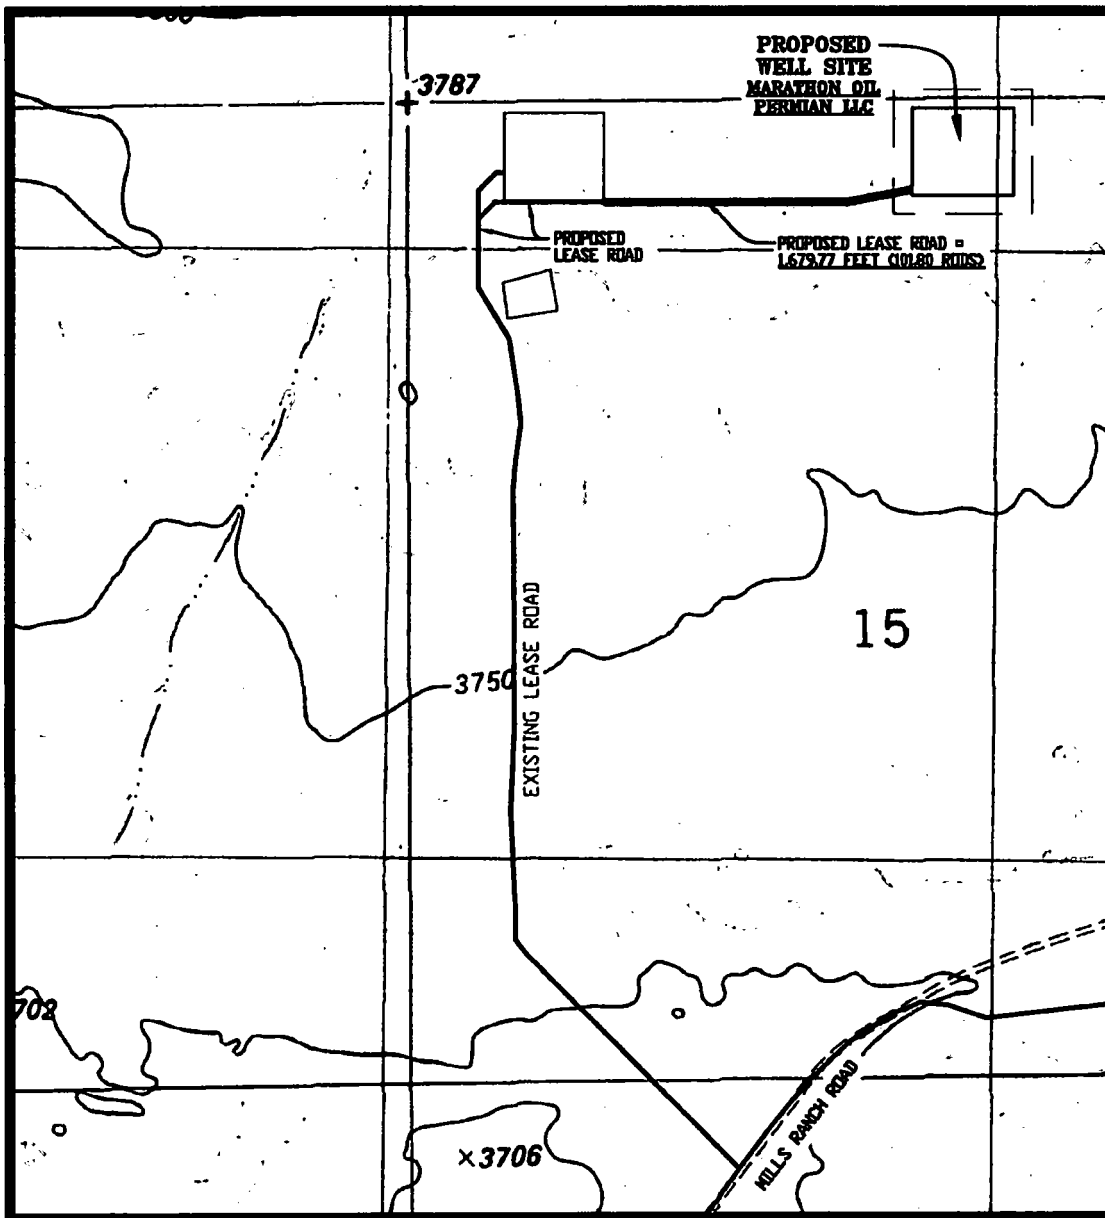 PROPOSED
WELL SITE
MARATHON OIL
PERMIAN LLC
3787
PROPOSED
LEASE ROAD
PROPOSED LEASE ROAD =
1,679.77 FEET (101.80 RODS)
15
EXISTING LEASE ROAD
3750
702
MILLS RANCH ROAD
×3706